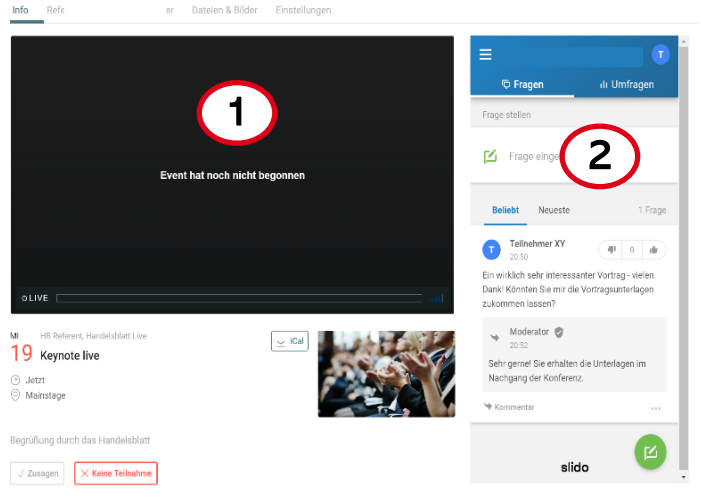 Info Dateien & Bilder Einstellungen
1
Event hat noch nicht begonnen
LIVE
MI
19
HB Referent, Handelsblatt Live
Keynote live
iCal
Jetzt
Mainstage
Begrüßung durch das Handelsblatt
Zusagen
Keine Teilnahme
T
Fragen
Umfragen
Frage stellen
Frage
2
Beliebt
Neueste
1 Frage
T
Teilnehmer XY
20:50
0
Ein wirklich sehr interessanter Vortrag - vielen
Dank! Könnten Sie mir die Vortragsunterlagen
zukommen lassen?
Moderator
20:52
Sehr gerne! Sie erhalten die Unterlagen im
Nachgang der Konferenz.
Kommentar
slido